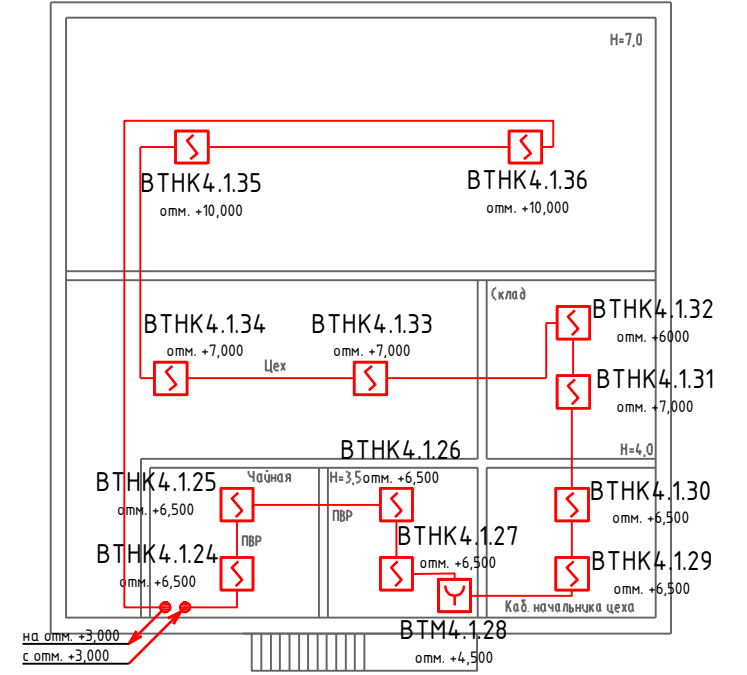 H=7,0
ВТНК4.1.35
отм. +10,000
ВТНК4.1.36
отм. +10,000
Склад
ВТНК4.1.34
отм. +7,000
ВТНК4.1.33
отм. +7,000
ВТНК4.1.32
отм. +6000
Цех
ВТНК4.1.31
отм. +7,000
ВТНК4.1.26
H=4,0
ВТНК4.1.25
отм. +6,500
Чайная
H=3,5
отм. +6,500
ВТНК4.1.30
отм. +6,500
ПВР
ПВР
ВТНК4.1.27
отм. +6,500
ВТНК4.1.24
отм. +6,500
ВТНК4.1.29
отм. +6,500
Каб. начальника цеха
на отм. +3,000
с отм. +3,000
ВТМ4.1.28
отм. +4,500